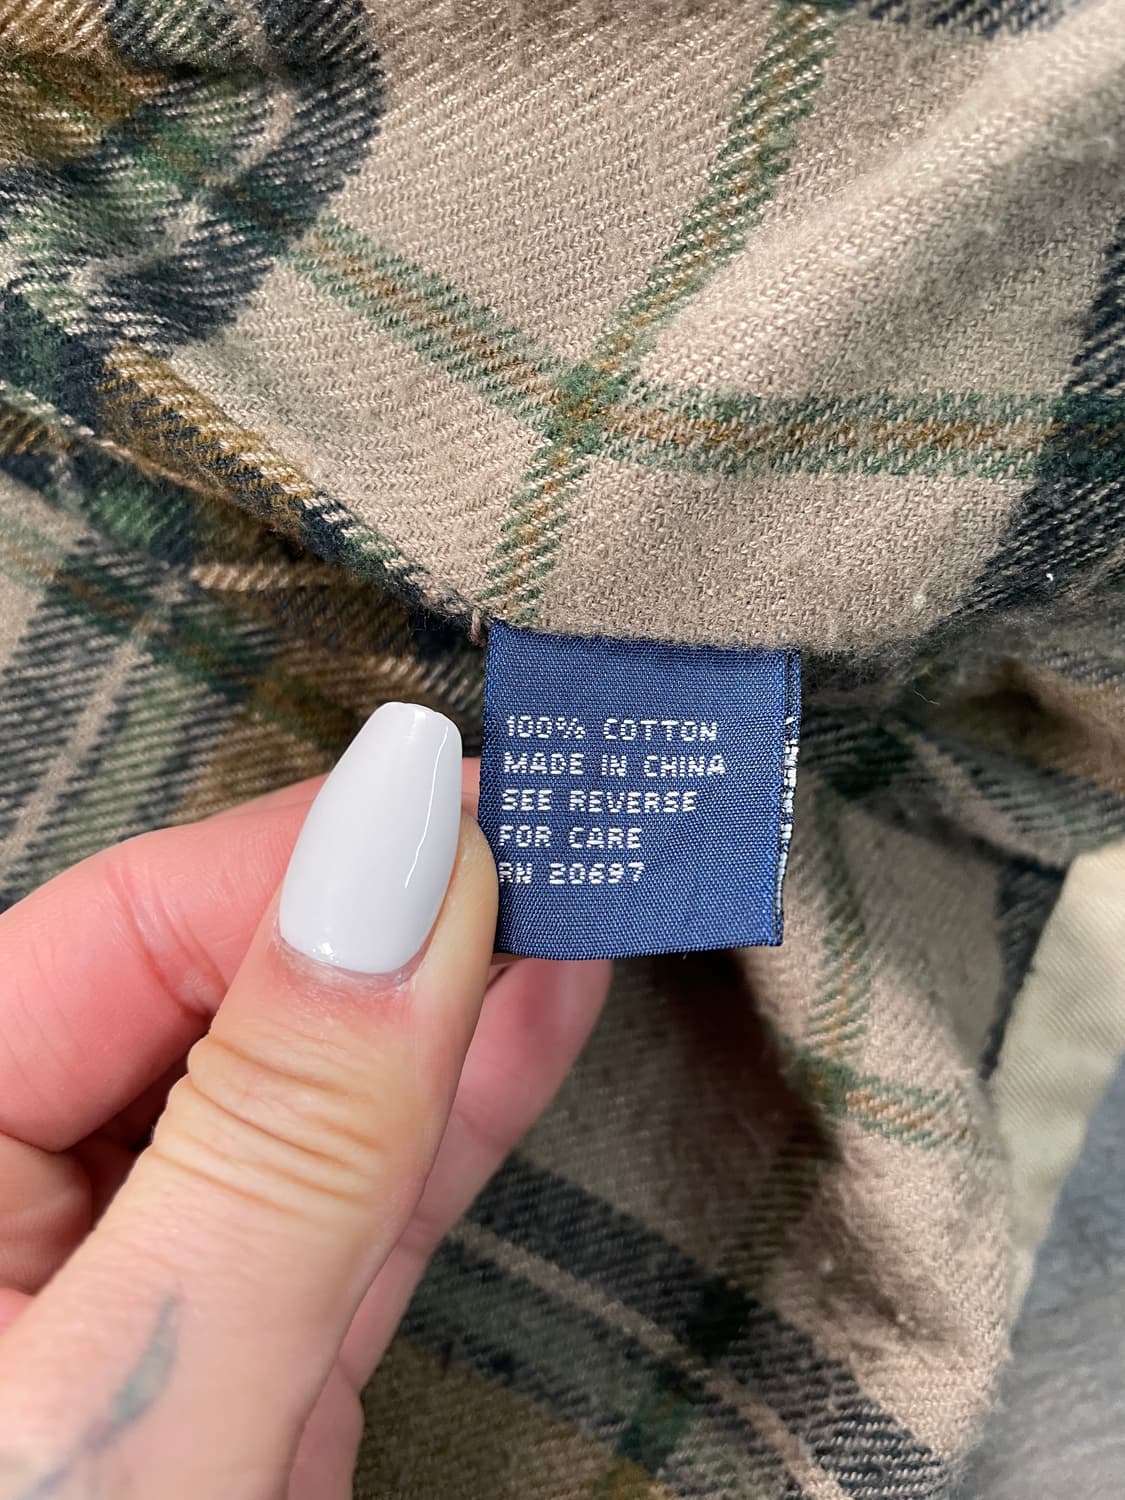 100% COTTON
MADE IN CHINA
SEE REVERSE
FOR CARE
RN 20697